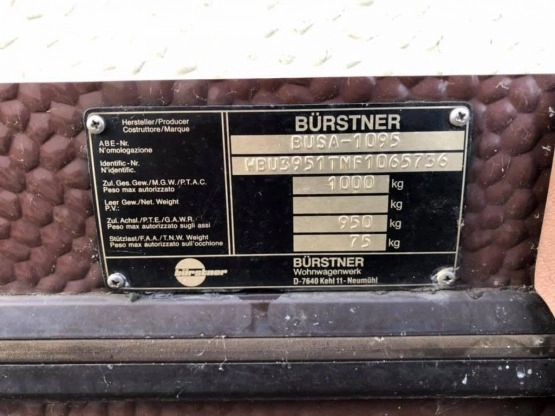 Hersteller/Producer
Costruttore/Marque
BÜRSTNER
A.B.E-Nr.
N°omologazione
BUSA-1095
Identific-Nr.
N°identific.
WBU3951TMF1065736
Zul. Ges. Gew./M.G.W./P.T.A.C.
Peso max autorizzato
1000 kg
Leer Gew./Net. Weight
P.V.:
kg
Zul. Achsl./P.T.E./G.A.W.R.
Peso max autorizzato sugli assi
950 kg
Stützlast/F.A.A./T.N.W. Weight
Peso max autorizzato sull'occhione
75 kg
bürstner
BÜRSTNER
Wohnwagenwerk
D-7640 Kehl 11-Neumühl